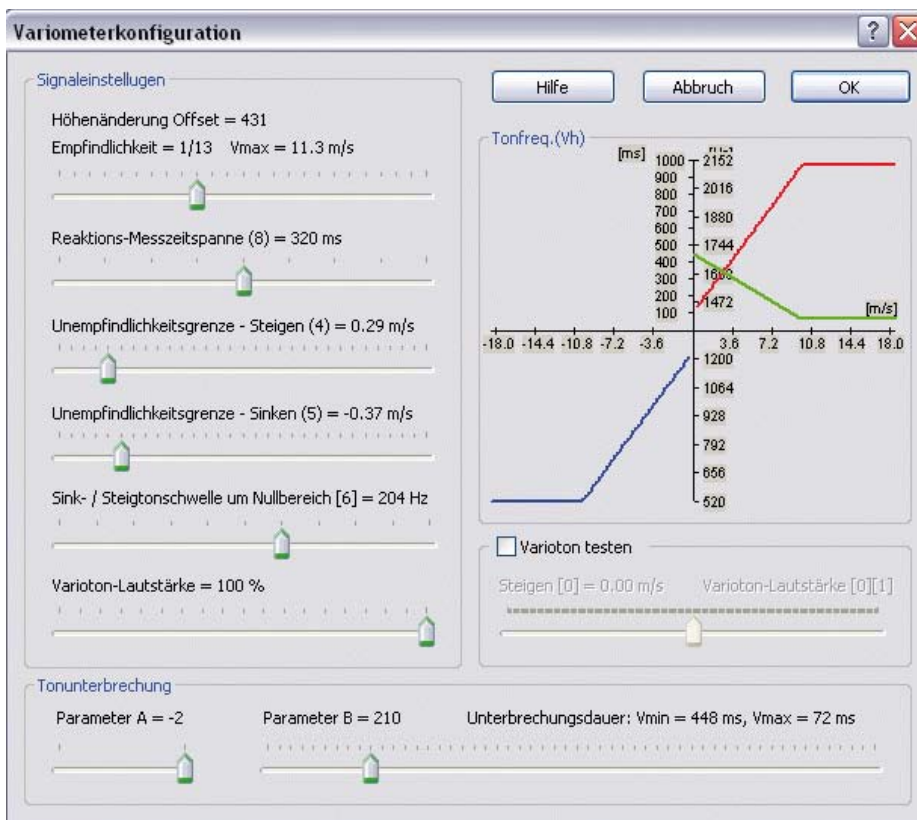 Variometerkonfiguration
?
Signaleinstellugen
Höhenänderung Offset = 431
Empfindlichkeit = 1/13 Vmax = 11.3 m/s
Reaktions-Messzeitspanne (8) = 320 ms
Unempfindlichkeitsgrenze - Steigen (4) = 0.29 m/s
Unempfindlichkeitsgrenze - Sinken (5) = -0.37 m/s
Sink- / Steigtonschwelle um Nullbereich [6] = 204 Hz
Varioton-Lautstärke = 100 %
Hilfe Abbruch OK
Tonfreq.(Vh)
[ms] 1000 2152
900
800 2016
700
600 1880
500 1744
400
300
200 1472
100
[m/s]
-18.0 -14.4 -10.8 -7.2 -3.6 3.6 7.2 10.8 14.4 18.0
1200
1064
928
792
656
520
Varioton testen
Steigen [0] = 0.00 m/s Varioton-Lautstärke [0][1]
Tonunterbrechung
Parameter A = -2 Parameter B = 210 Unterbrechungsdauer: Vmin = 448 ms, Vmax = 72 ms